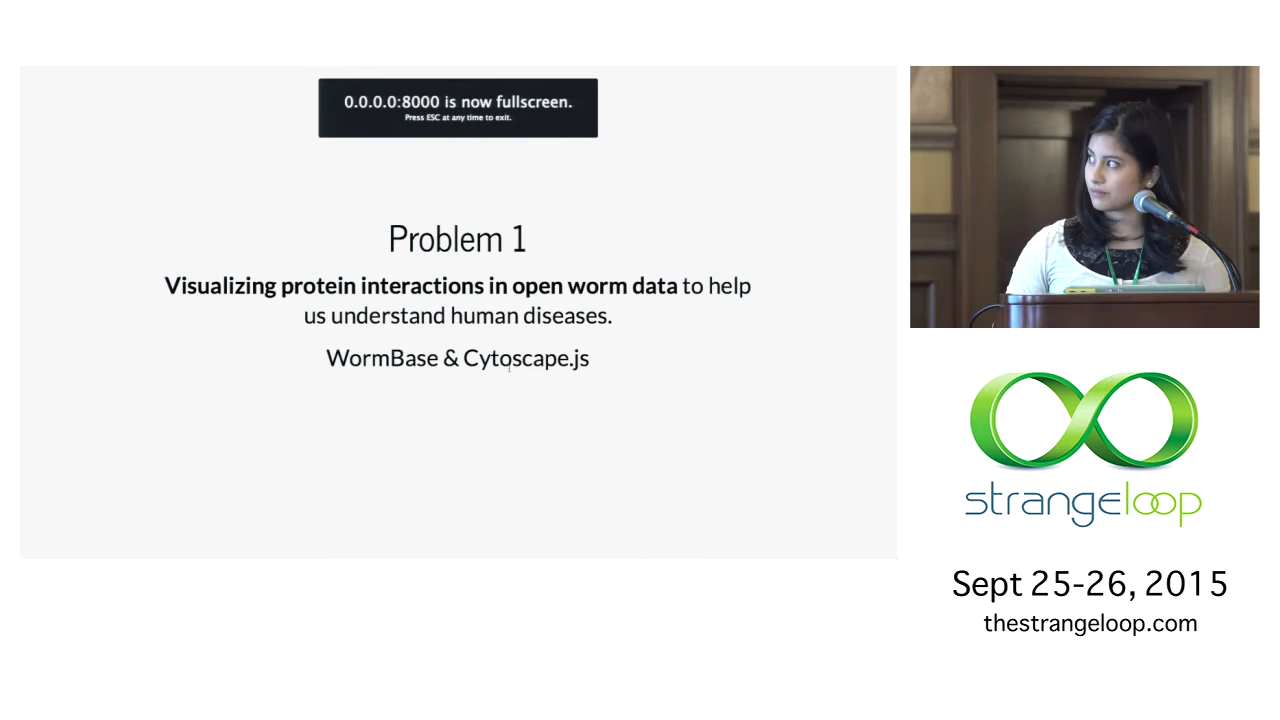 0.0.0.0:8000 is now fullscreen.
Press ESC at any time to exit.
Problem 1
Visualizing protein interactions in open worm data to help
us understand human diseases.
WormBase & Cytoscape.js
strangeloop
Sept 25-26, 2015
thestrangeloop.com